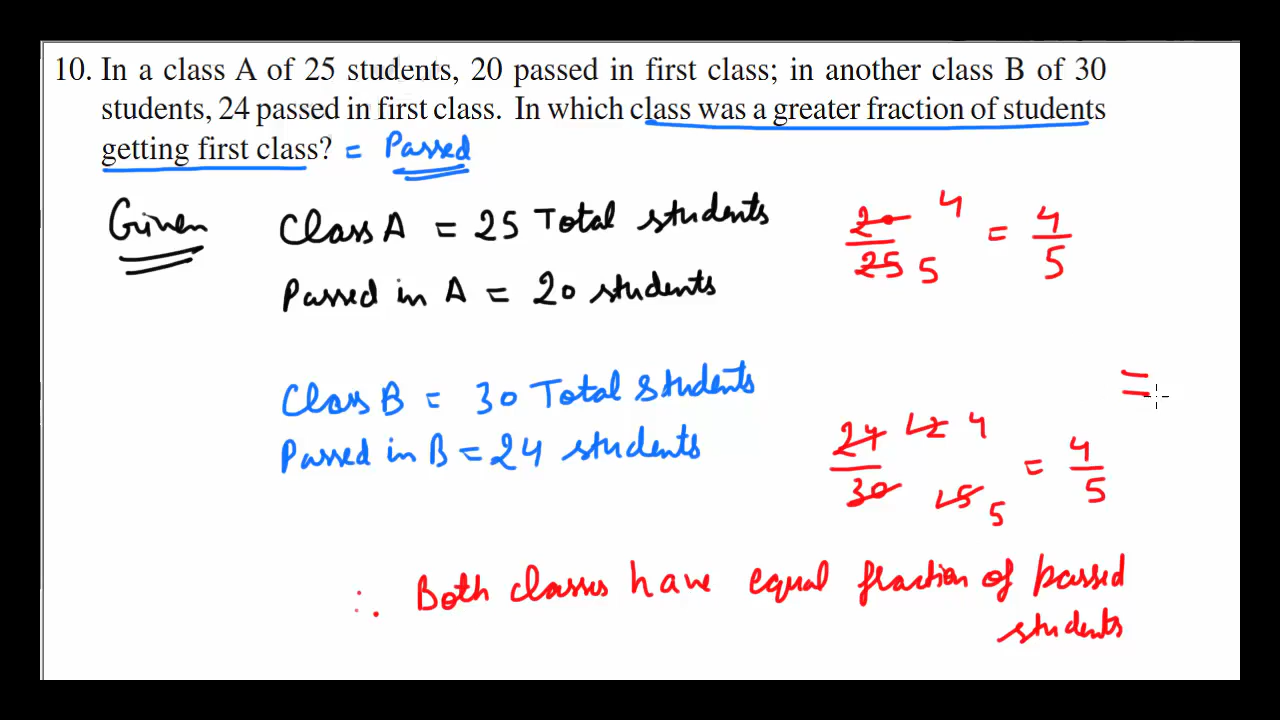 10. In a class A of 25 students, 20 passed in first class; in another class B of 30
students, 24 passed in first class. In which class was a greater fraction of students
getting first class? = Passed
Given
Class A = 25 Total students
20/25 4/5 = 4/5
Passed in A = 20 students
Class B = 30 Total students
=
Passed in B = 24 students
24/30 12/15 4/5 = 4/5
∴ Both classes have equal fraction of passed
students